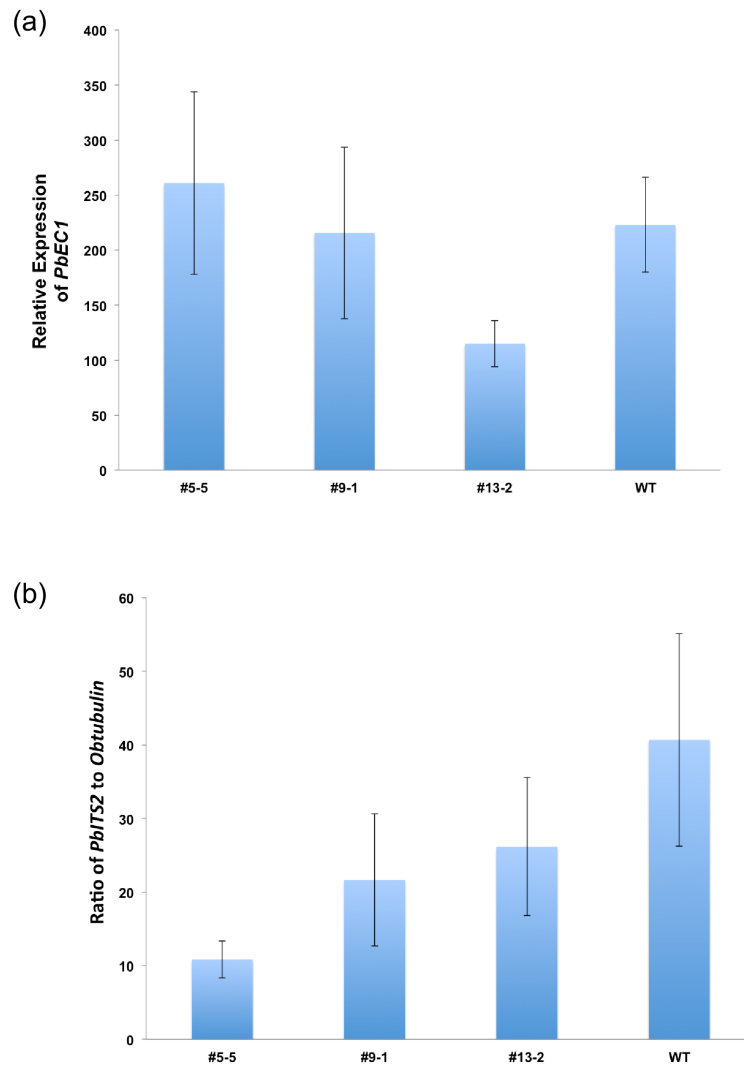 (a)
400
350
300
250
200
150
100
50
0
Relative Expression
of PbEC1
#5-5 #9-1 #13-2 WT
(b)
60
50
40
30
20
10
0
Ratio of PbITS2 to Obtubulin
#5-5 #9-1 #13-2 WT